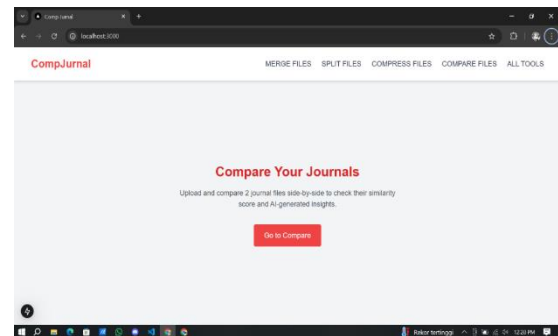 Comp Jurnal
localhost:3000
CompJurnal
MERGE FILES SPLIT FILES COMPRESS FILES COMPARE FILES ALL TOOLS
Compare Your Journals
Upload and compare 2 journal files side-by-side to check their similarity
score and AI-generated insights.
Go to Compare
Rekor tertinggi
12:20 PM